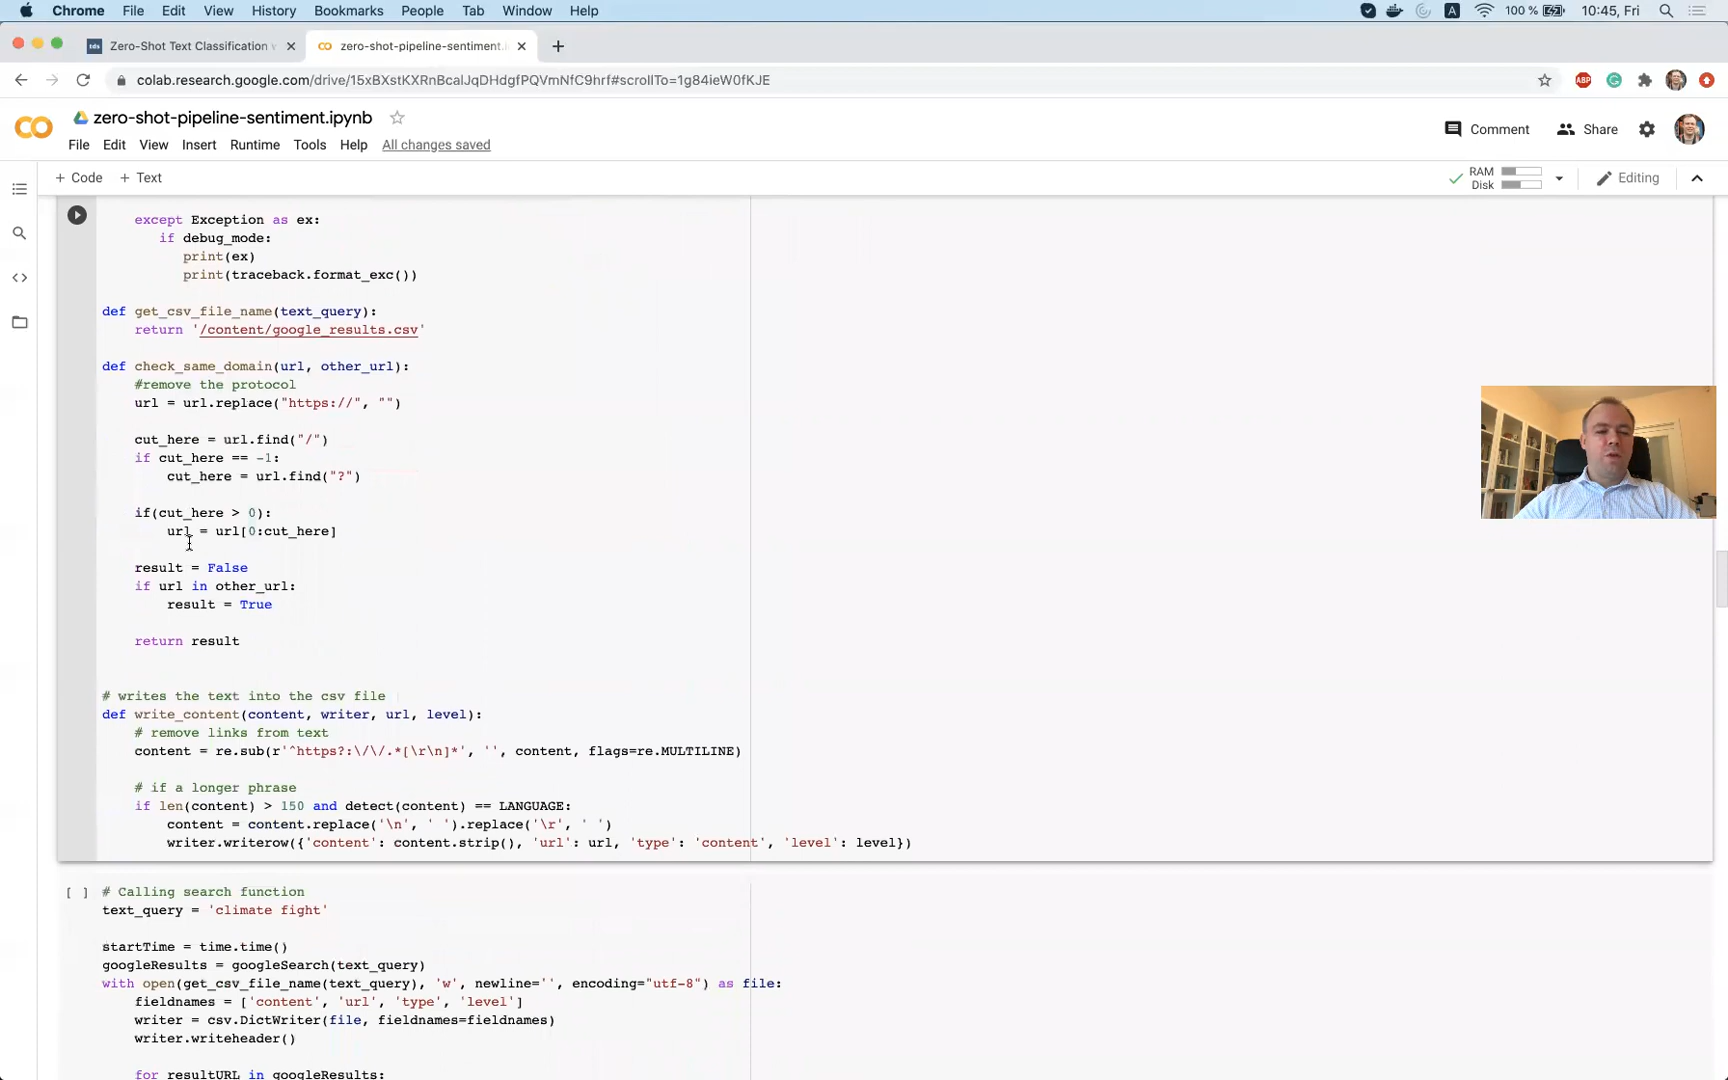 Chrome File Edit View History Bookmarks People Tab Window Help A 100 % 10:45, Fri
tds Zero-Shot Text Classification zero-shot-pipeline-sentiment.i
colab.research.google.com/drive/15xBXstKXRnBcalJqDHdgfPQVmNfC9hrf#scrollTo=1g84ieW0fKJE ABP
zero-shot-pipeline-sentiment.ipynb
Comment Share
File Edit View Insert Runtime Tools Help All changes saved
+ Code + Text RAM Disk Editing
except Exception as ex:
if debug_mode:
print(ex)
print(traceback.format_exc())
def get_csv_file_name(text_query):
return '/content/google_results.csv'
def check_same_domain(url, other_url):
#remove the protocol
url = url.replace("https://", "")
cut_here = url.find("/")
if cut_here == -1:
cut_here = url.find("?")
if(cut_here > 0):
url = url[0:cut_here]
result = False
if url in other_url:
result = True
return result
# writes the text into the csv file
def write_content(content, writer, url, level):
# remove links from text
content = re.sub(r'^https?:\/\/.*[\r\n]*', '', content, flags=re.MULTILINE)
# if a longer phrase
if len(content) > 150 and detect(content) == LANGUAGE:
content = content.replace('\n', ' ').replace('\r', ' ')
writer.writerow({'content': content.strip(), 'url': url, 'type': 'content', 'level': level})
[ ] # Calling search function
text_query = 'climate fight'
startTime = time.time()
googleResults = googleSearch(text_query)
with open(get_csv_file_name(text_query), 'w', newline='', encoding="utf-8") as file:
fieldnames = ['content', 'url', 'type', 'level']
writer = csv.DictWriter(file, fieldnames=fieldnames)
writer.writeheader()
for resultURL in googleResults: